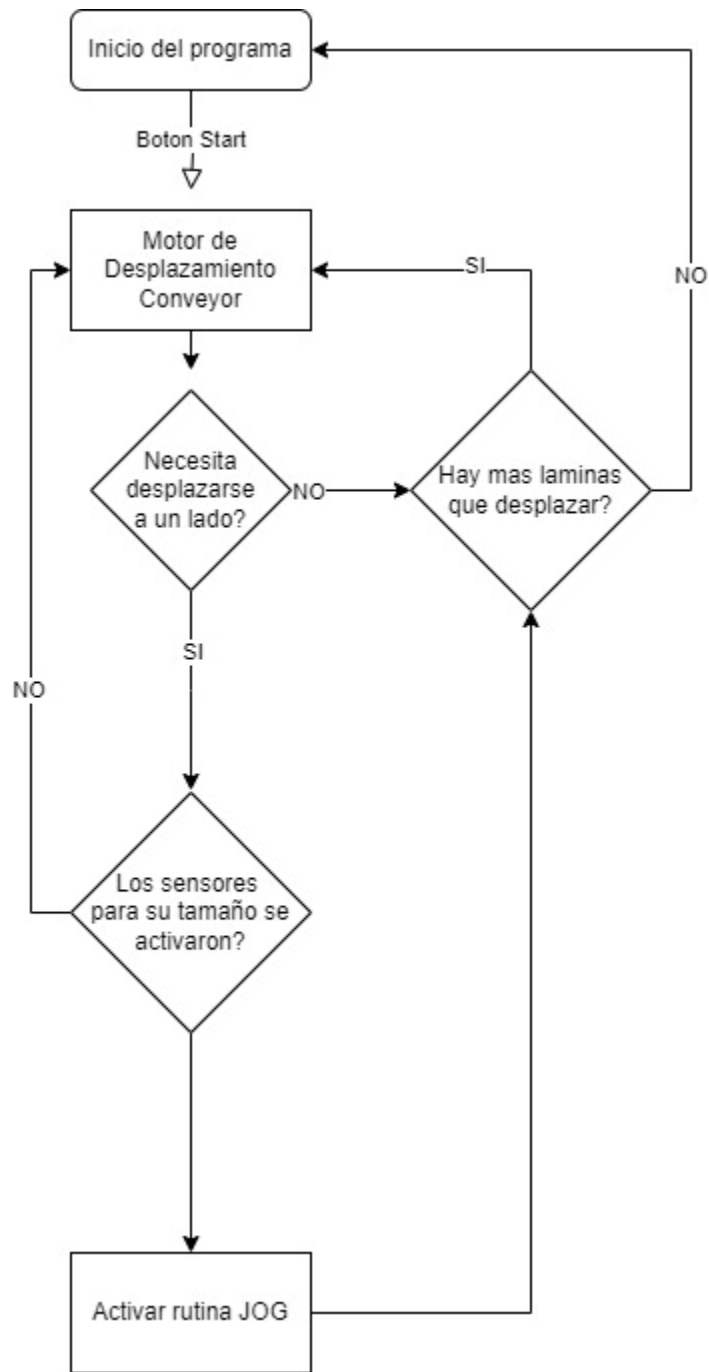 Inicio del programa
Boton Start
Motor de
Desplazamiento
Conveyor
SI
NO
Necesita
desplazarse
a un lado?
NO
Hay mas laminas
que desplazar?
SI
NO
Los sensores
para su tamaño se
activaron?
Activar rutina JOG